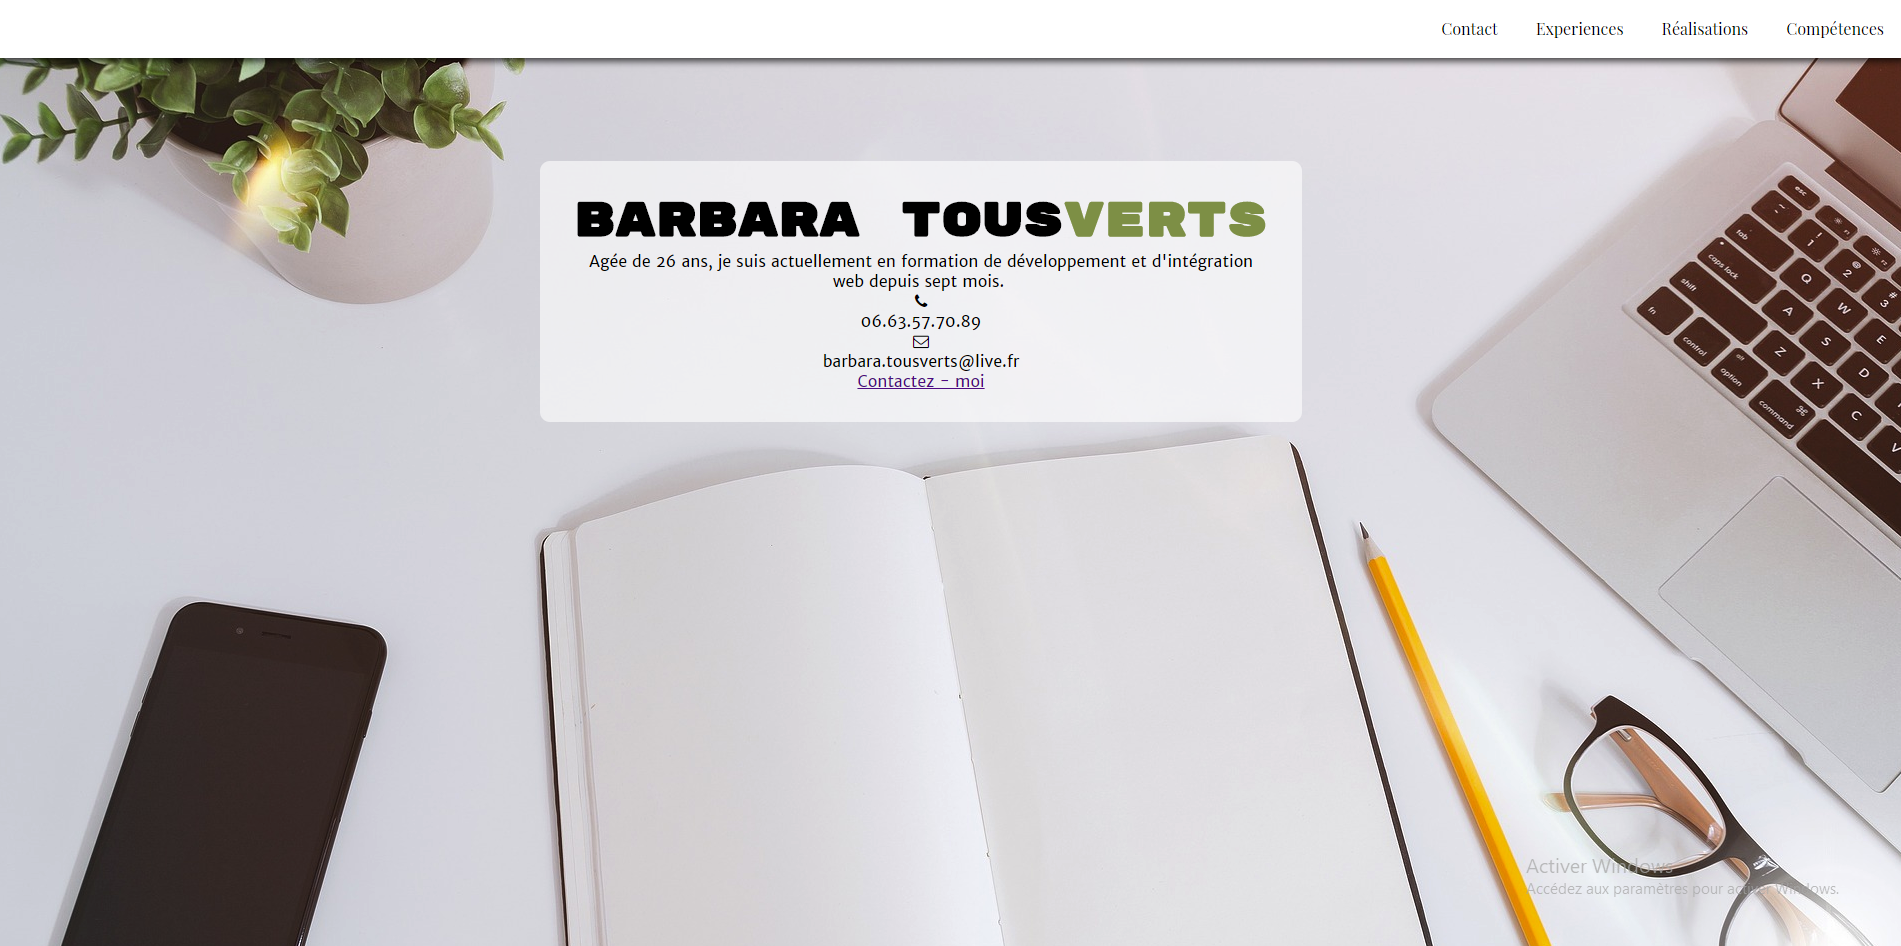 Contact Experiences Réalisations Compétences
BARBARA TOUSVERTS
Agée de 26 ans, je suis actuellement en formation de développement et d'intégration
web depuis sept mois.
06.63.57.70.89
barbara.tousverts@live.fr
Contactez - moi
esc
tab
caps lock
shift
fn
control
alt
option
command
⌘
~
!
1
@
2
#
3
F1
F2
Q
W
A
S
E
Z
D
X
C
V
Activer Windows
Accédez aux paramètres pour activer Windows.